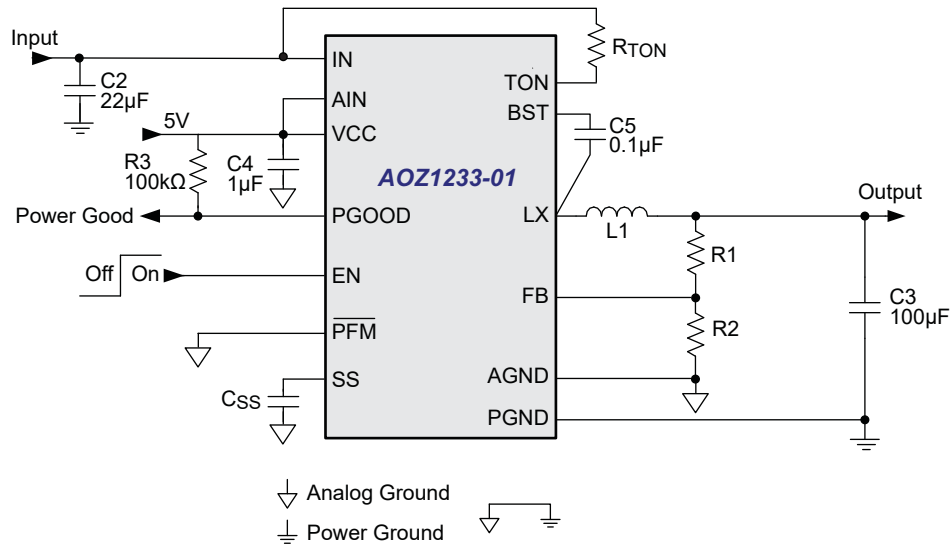 Input
C2
22µF
IN
AIN
5V
VCC
R3
100kΩ
C4
1µF
Power Good
PGOOD
Off On
EN
PFM
SS
CSS
AOZ1233-01
RTON
TON
BST
C5
0.1µF
LX
L1
Output
R1
FB
R2
C3
100µF
AGND
PGND
Analog Ground
Power Ground